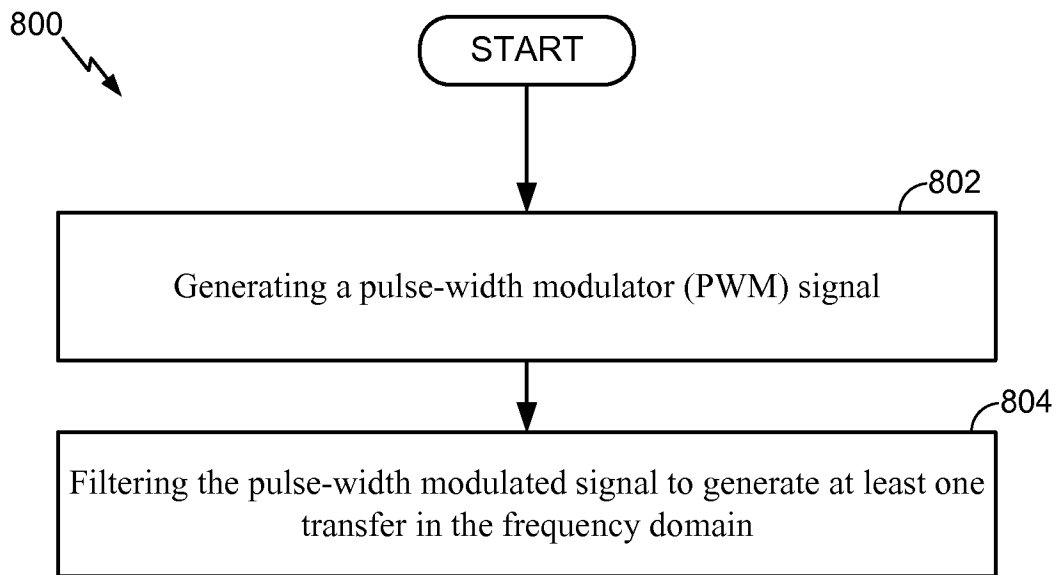 800
START
802
Generating a pulse-width modulator (PWM) signal
804
Filtering the pulse-width modulated signal to generate at least one
transfer in the frequency domain